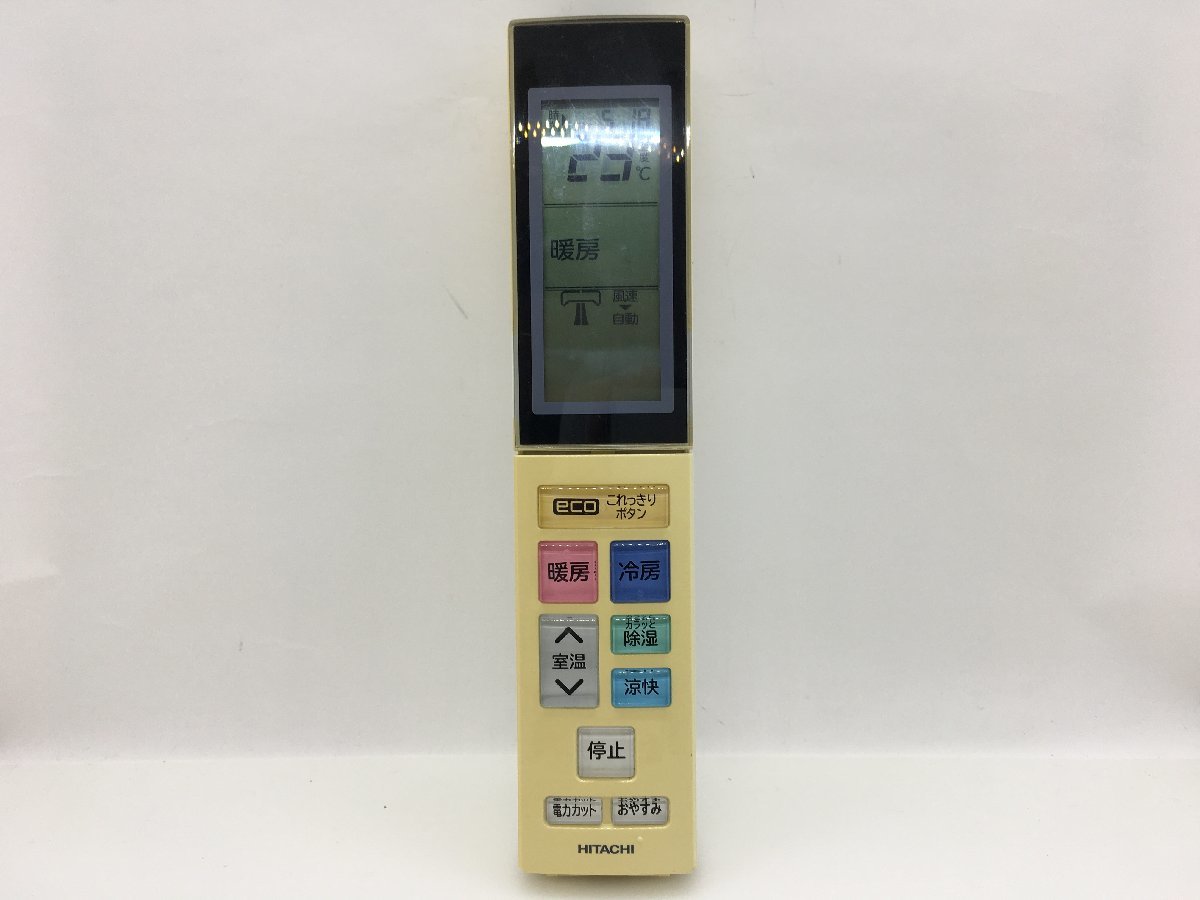 23
℃
暖房
風速
自動
eco これっきり
ボタン
暖房 冷房
カラッと
除湿
室温
涼快
停止
電力カット おやすみ
HITACHI